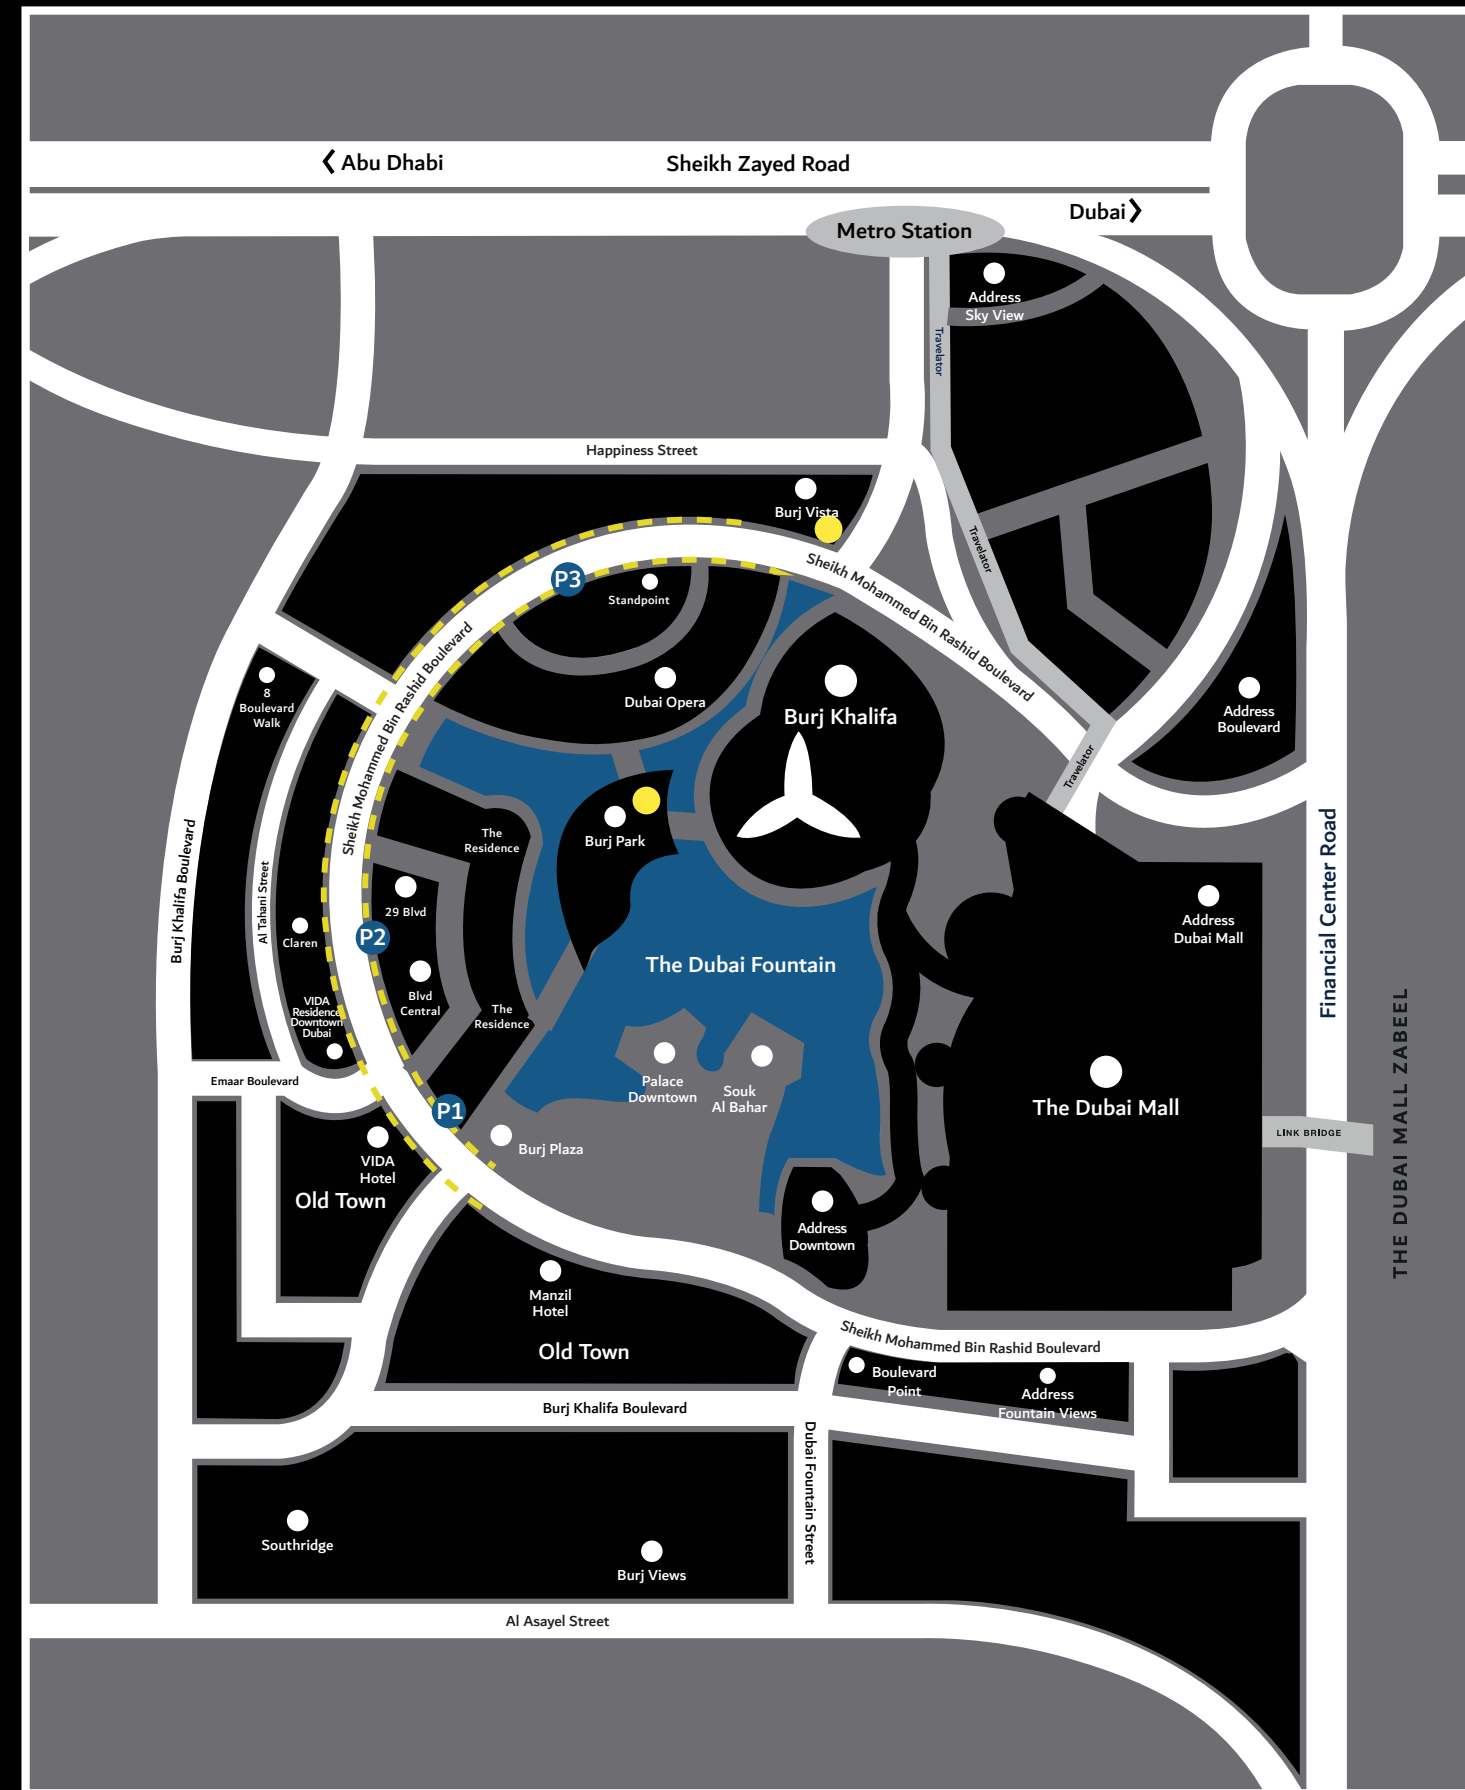 Abu Dhabi
Sheikh Zayed Road
Dubai
Metro Station
Address
Sky View
Travelator
Happiness Street
Burj Vista
Travelator
Sheikh Mohammed Bin Rashid Boulevard
P3
Standpoint
Sheikh Mohammed Bin Rashid Boulevard
8
Boulevard
Walk
Dubai Opera
Burj Khalifa
Address
Boulevard
Travelator
Burj Khalifa Boulevard
The
Residence
Burj Park
Financial Center Road
Al Tahani Street
29 Blvd
Address
Dubai Mall
Claren
P2
The Dubai Fountain
Blvd
Central
VIDA
Residence
Downtown
Dubai
The
Residence
THE DUBAI MALL ZABEEL
Emaar Boulevard
Palace
Downtown
Souk
Al Bahar
The Dubai Mall
P1
LINK BRIDGE
Burj Plaza
VIDA
Hotel
Old Town
Address
Downtown
Manzil
Hotel
Old Town
Sheikh Mohammed Bin Rashid Boulevard
Boulevard
Point
Address
Fountain Views
Burj Khalifa Boulevard
Dubai Fountain Street
Southridge
Burj Views
Al Asayel Street